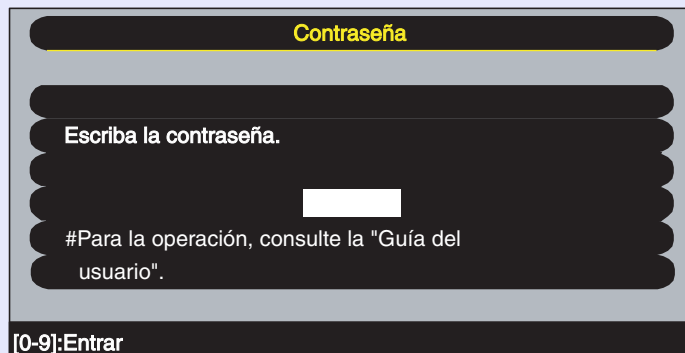 Contraseña
Escriba la contraseña.
#Para la operación, consulte la "Guía del
usuario".
[0-9]:Entrar